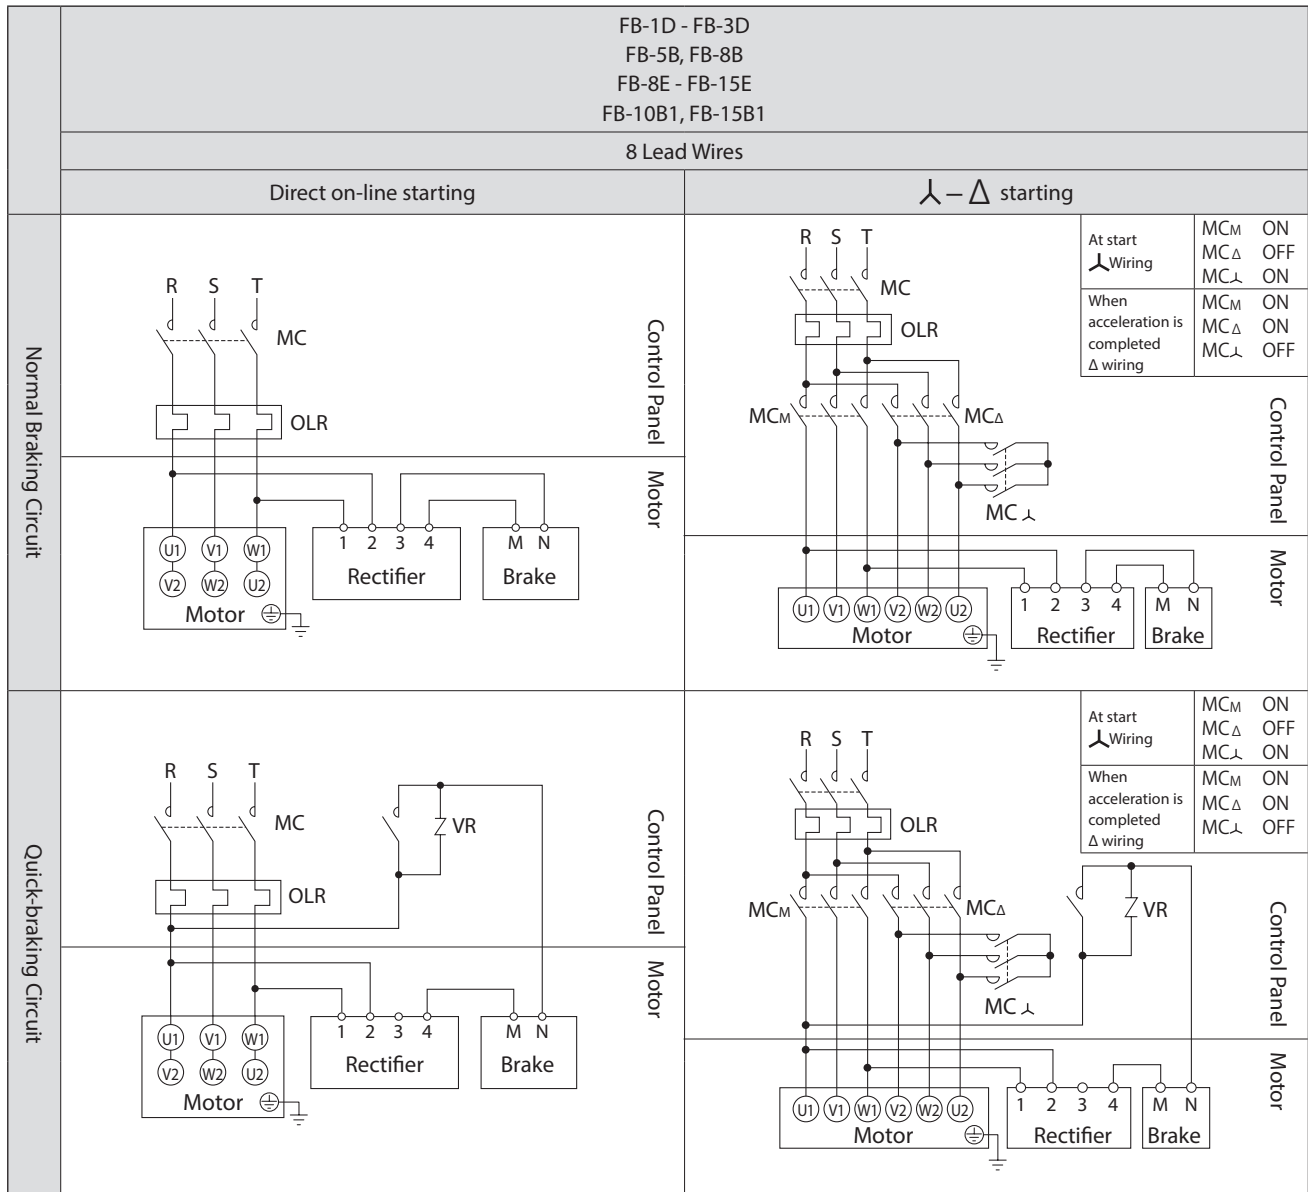 FB-1D - FB-3D
FB-5B, FB-8B
FB-8E - FB-15E
FB-10B1, FB-15B1
8 Lead Wires
Direct on-line starting
⅄ – Δ starting
Normal Braking Circuit
R S T
MC
OLR
Control Panel
Motor
U1 V1 W1
V2 W2 U2
Motor
1 2 3 4
Rectifier
M N
Brake
R S T
MC
OLR
At start
⅄ Wiring
MCM ON
MCΔ OFF
MC⅄ ON
When
acceleration is
completed
Δ wiring
MCM ON
MCΔ ON
MC⅄ OFF
MCM
MCΔ
MC⅄
Control Panel
Motor
U1 V1 W1 V2 W2 U2
Motor
1 2 3 4
Rectifier
M N
Brake
Quick-braking Circuit
R S T
MC
VR
OLR
Control Panel
Motor
U1 V1 W1
V2 W2 U2
Motor
1 2 3 4
Rectifier
M N
Brake
R S T
OLR
At start
⅄ Wiring
MCM ON
MCΔ OFF
MC⅄ ON
When
acceleration is
completed
Δ wiring
MCM ON
MCΔ ON
MC⅄ OFF
MCM
MCΔ
VR
MC⅄
Control Panel
Motor
U1 V1 W1 V2 W2 U2
Motor
1 2 3 4
Rectifier
M N
Brake